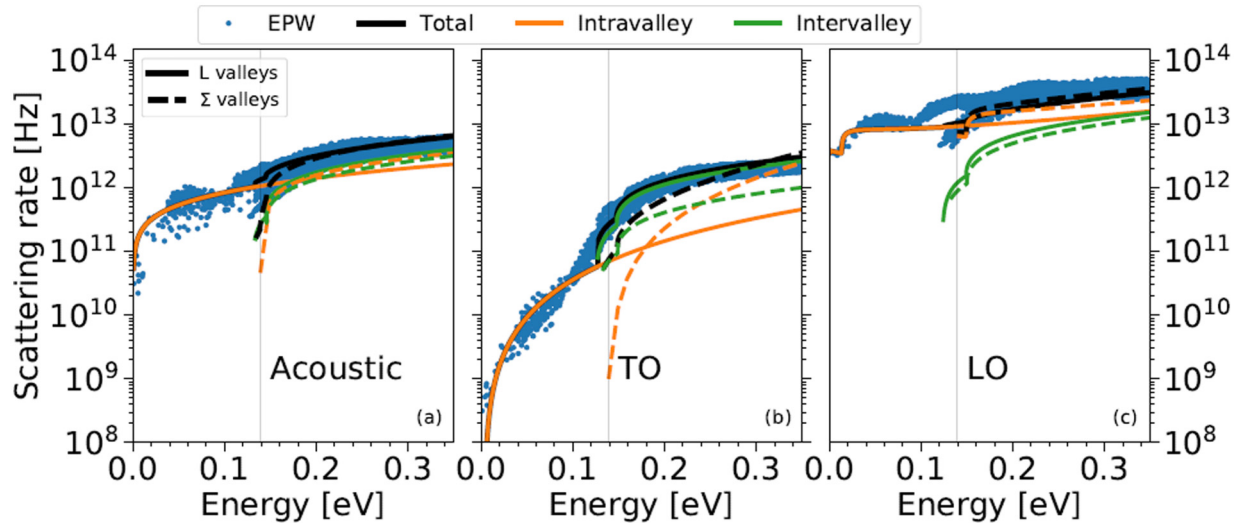 EPW Total Intravalley Intervalley
L valleys
Σ valleys
Scattering rate [Hz]
10^14
10^13
10^12
10^11
10^10
10^9
10^8
Acoustic
(a)
0.0 0.1 0.2 0.3
Energy [eV]
TO
(b)
0.0 0.1 0.2 0.3
Energy [eV]
LO
(c)
0.0 0.1 0.2 0.3
Energy [eV]
10^14
10^13
10^12
10^11
10^10
10^9
10^8